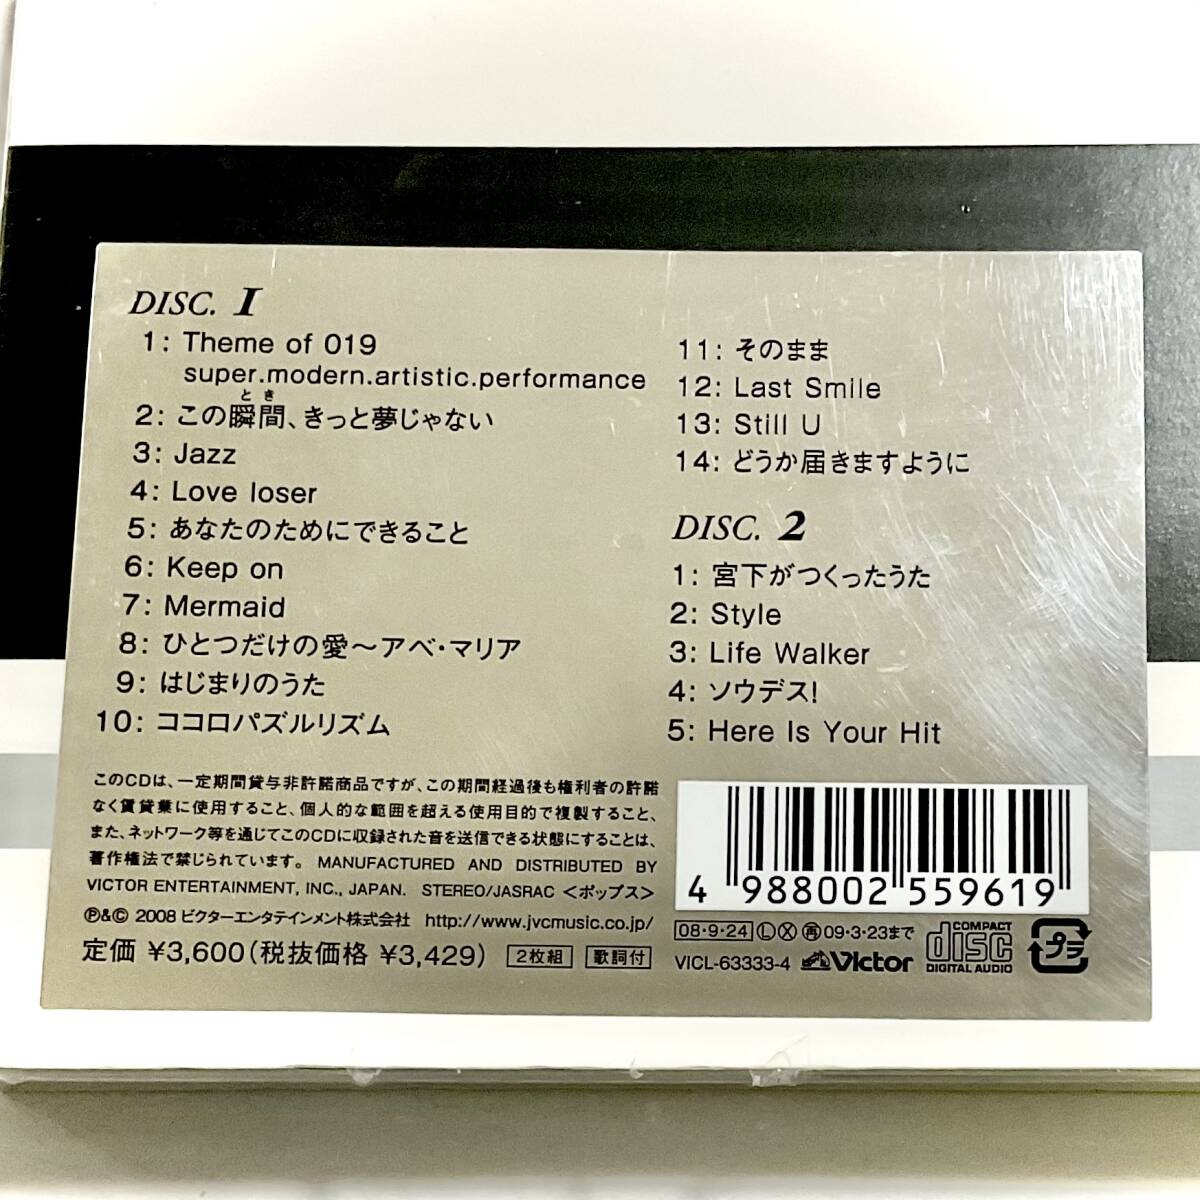 DISC. 1
1: Theme of 019
super.modern.artistic.performance
とき
2: この瞬間、きっと夢じゃない
3: Jazz
4: Love loser
5: あなたのためにできること
6: Keep on
7: Mermaid
8: ひとつだけの愛～アベ・マリア
9: はじまりのうた
10: ココロパズルリズム
11: そのまま
12: Last Smile
13: Still U
14: どうか届きますように
DISC. 2
1: 宮下がつくったうた
2: Style
3: Life Walker
4: ソウデス!
5: Here Is Your Hit
このCDは、一定期間貸与非許諾商品ですが、この期間経過後も権利者の許諾
なく賃貸業に使用すること、個人的な範囲を超える使用目的で複製すること、
また、ネットワーク等を通じてこのCDに収録された音を送信できる状態にすることは、
著作権法で禁じられています。 MANUFACTURED AND DISTRIBUTED BY
VICTOR ENTERTAINMENT, INC., JAPAN. STEREO/JASRAC <ポップス>
Ⓟ&© 2008 ビクターエンタテインメント株式会社 http://www.jvcmusic.co.jp/
定価 ¥3,600(税抜価格 ¥3,429) 2枚組 歌詞付
4 988002 559619
08・9・24 Ⓛ Ⓧ 再 09・3・23まで
VICL-63333-4 Victor
COMPACT disc DIGITAL AUDIO
プラ